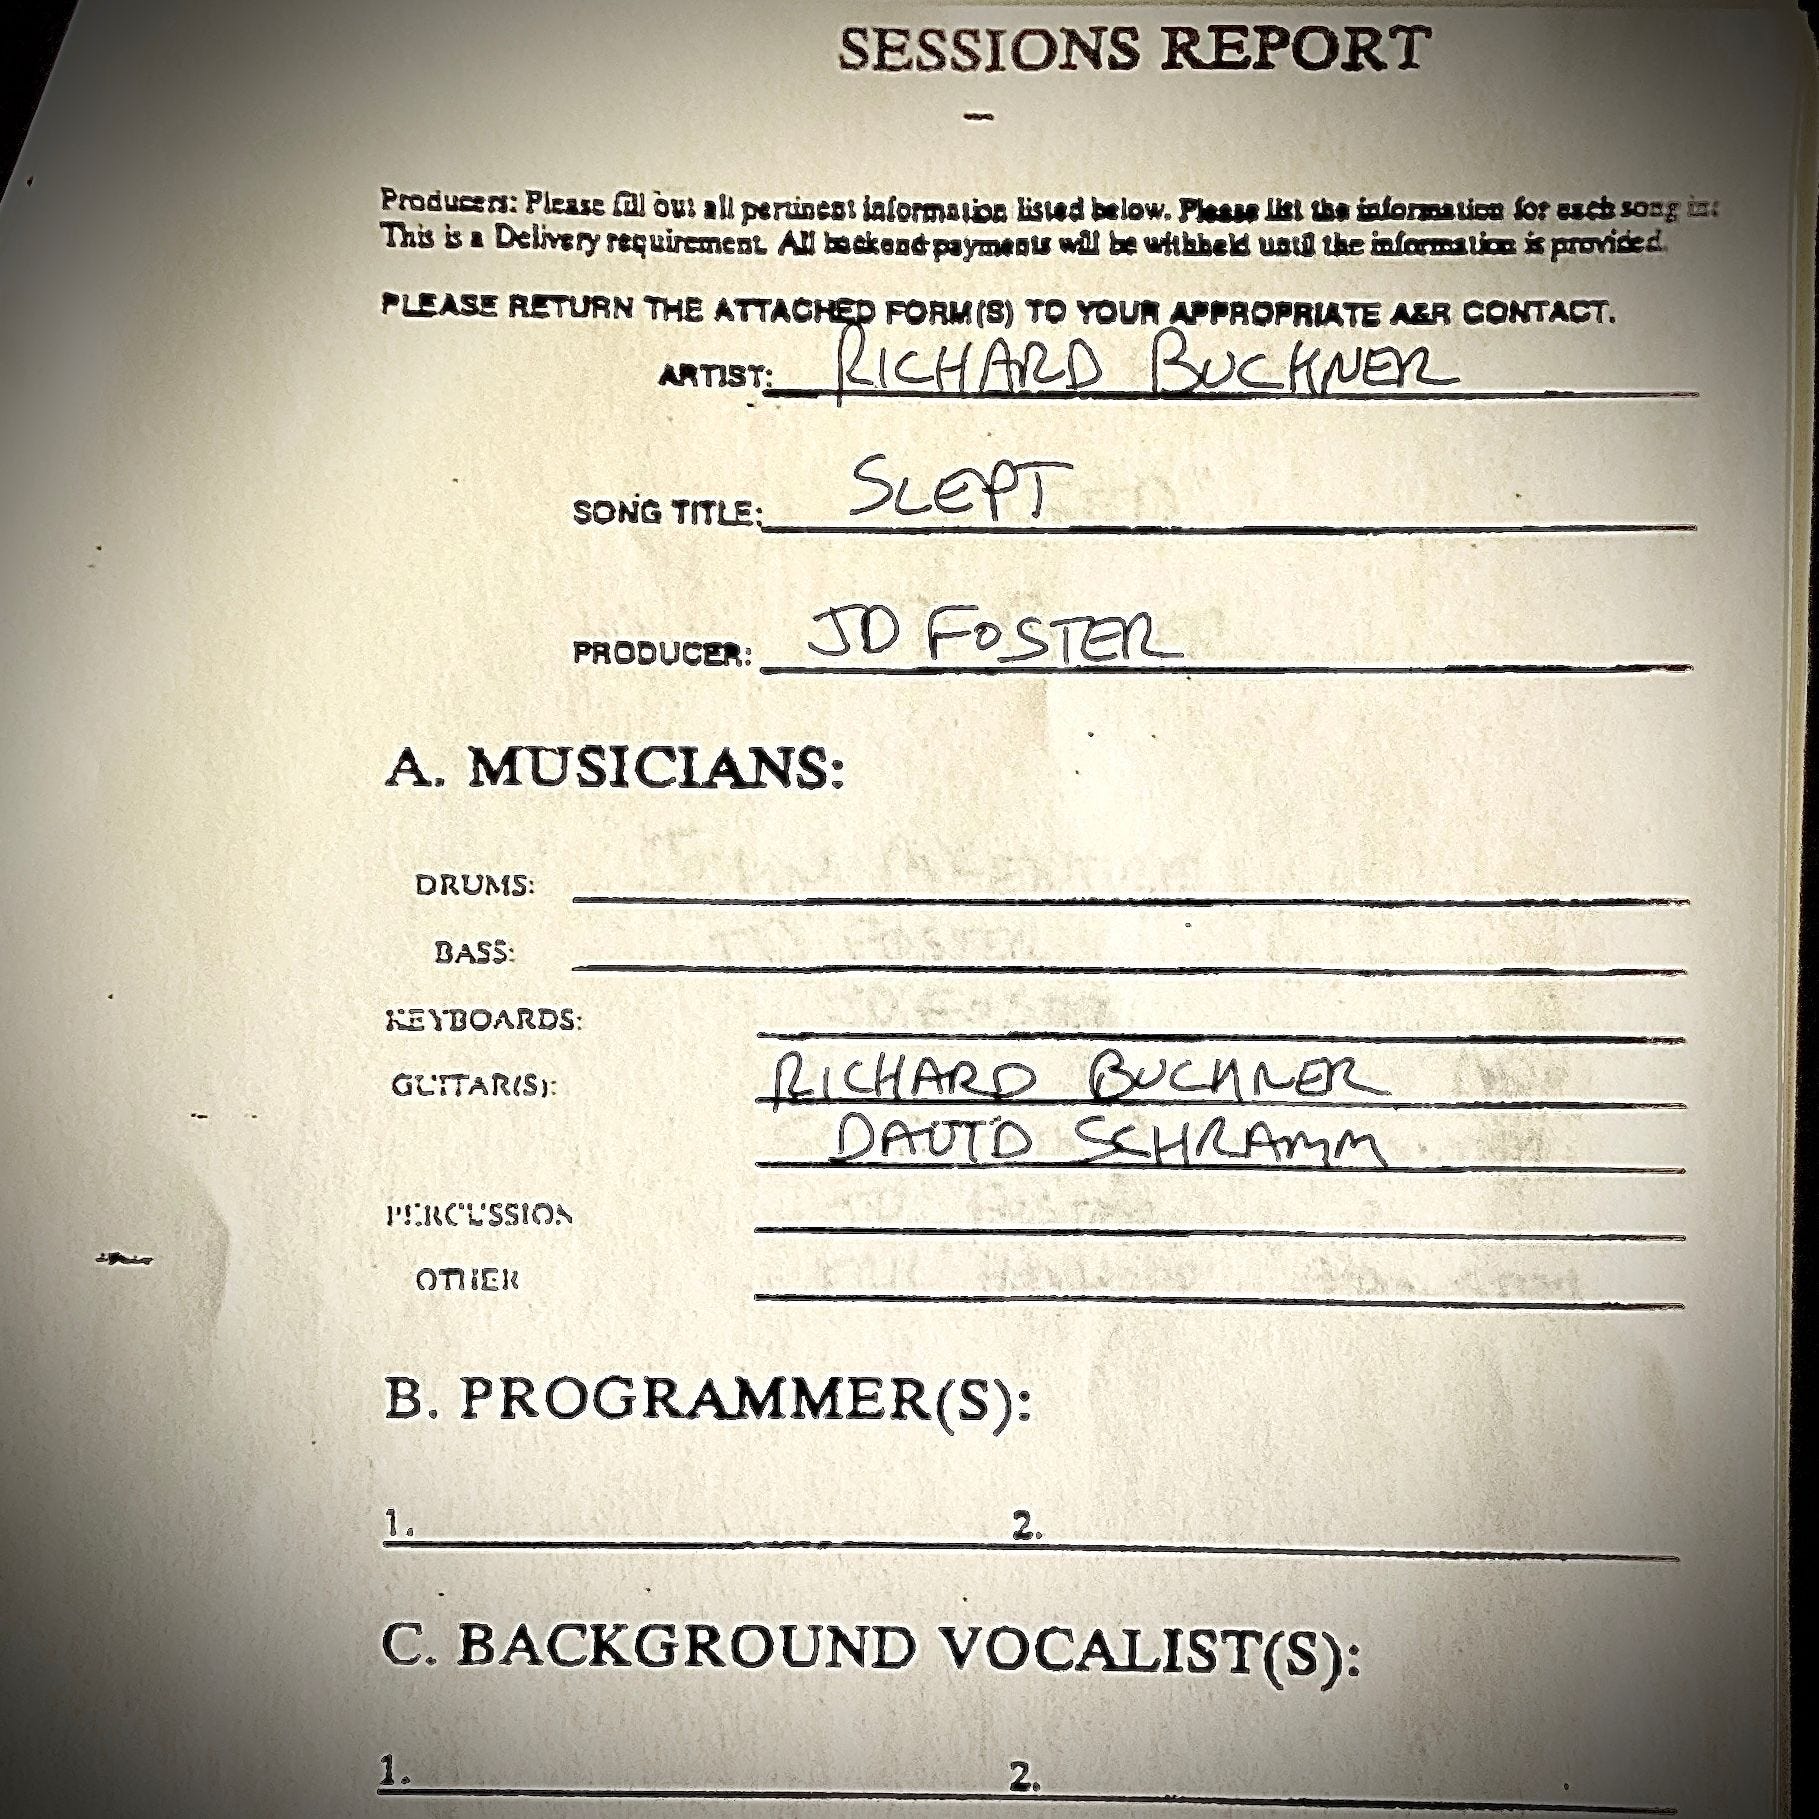 SESSIONS REPORT
Producers: Please fill out all pertinent information listed below. Please list the information for each song in:
This is a Delivery requirement. All backend payments will be withheld until the information is provided.
PLEASE RETURN THE ATTACHED FORM(S) TO YOUR APPROPRIATE A&R CONTACT.
ARTIST: RICHARD BUCKNER
SONG TITLE: SLEPT
PRODUCER: JD FOSTER
A. MUSICIANS:
DRUMS:
BASS:
KEYBOARDS:
GUITAR(S): RICHARD BUCKNER
DAVID SCHRAMM
PERCUSSION
OTHER
B. PROGRAMMER(S):
1. 2.
C. BACKGROUND VOCALIST(S):
1. 2.